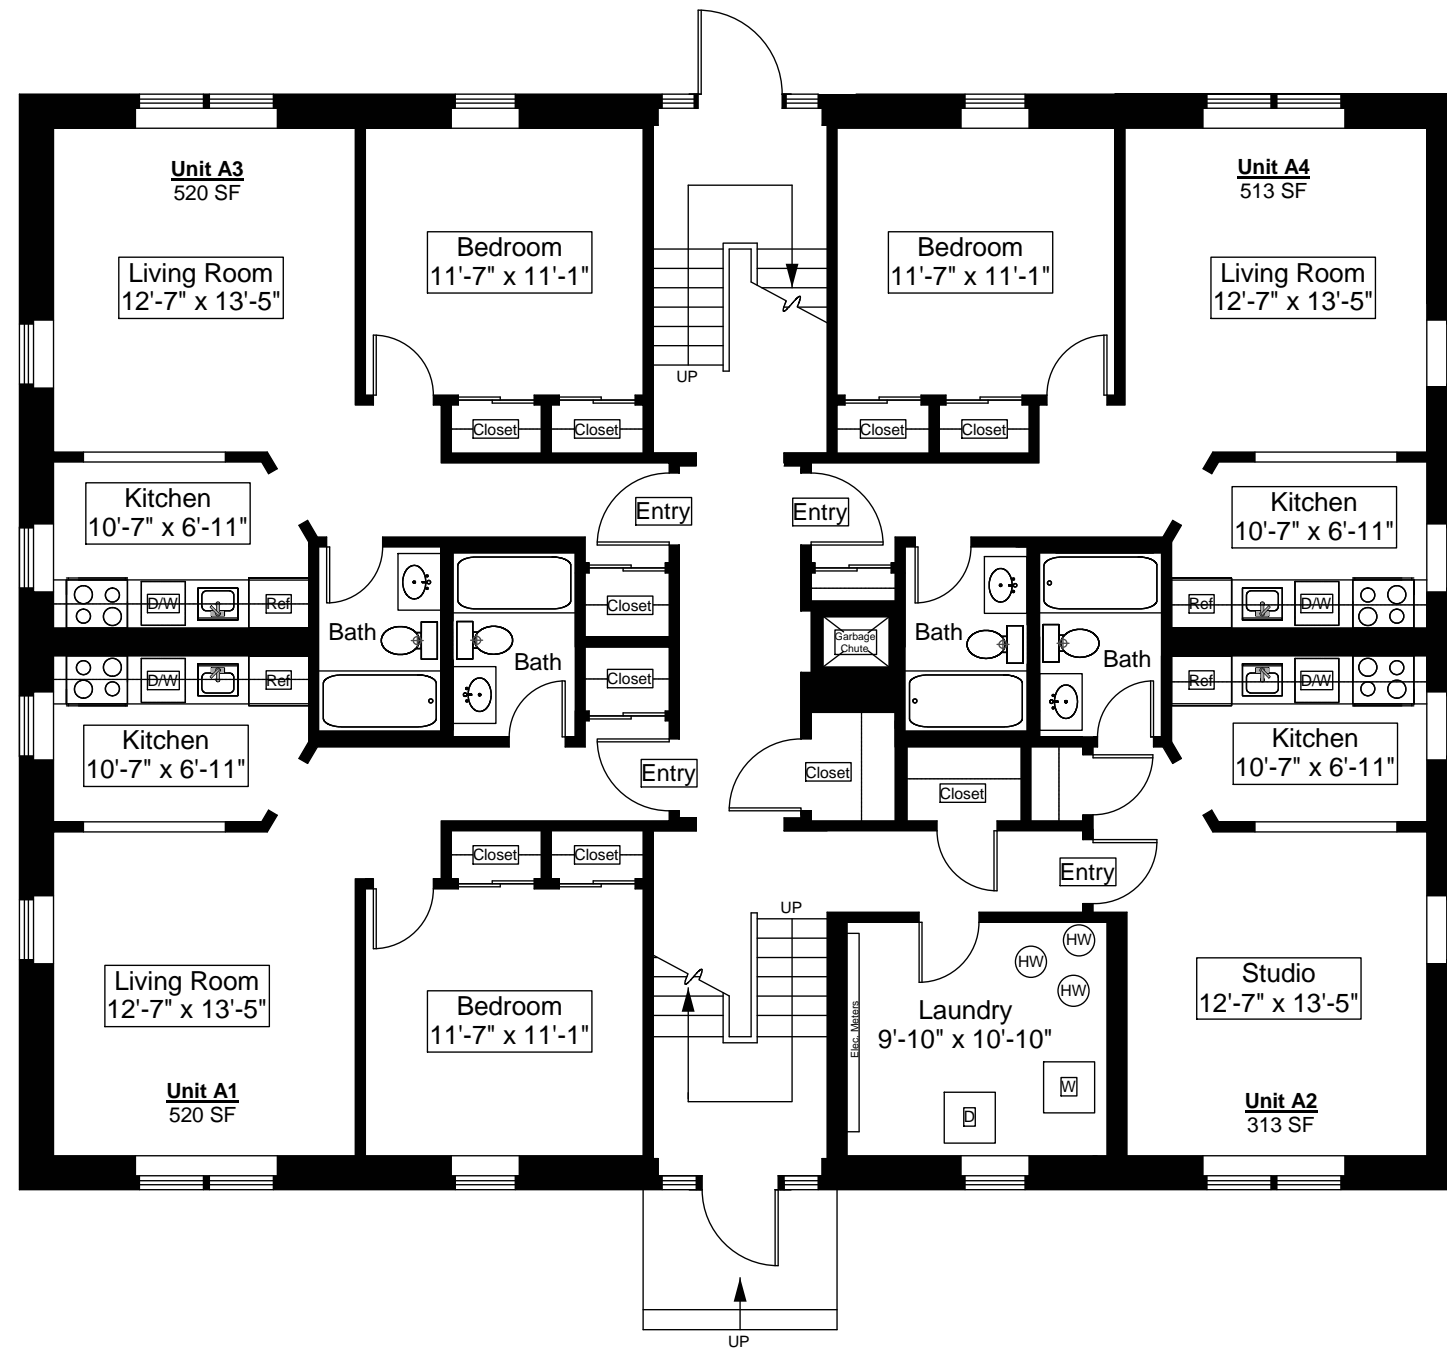 Unit A3
520 SF
Living Room
12'-7" x 13'-5"
Bedroom
11'-7" x 11'-1"
UP
Bedroom
11'-7" x 11'-1"
Unit A4
513 SF
Living Room
12'-7" x 13'-5"
Closet
Closet
Closet
Closet
Kitchen
10'-7" x 6'-11"
Entry
Entry
Kitchen
10'-7" x 6'-11"
D/W
Ref
Closet
Ref
D/W
Bath
Bath
Garbage
Chute
Bath
Bath
D/W
Ref
Closet
Ref
D/W
Kitchen
10'-7" x 6'-11"
Entry
Closet
Closet
Kitchen
10'-7" x 6'-11"
Closet
Closet
Entry
UP
Living Room
12'-7" x 13'-5"
Bedroom
11'-7" x 11'-1"
Elec. Meters
HW
HW
HW
Laundry
9'-10" x 10'-10"
Studio
12'-7" x 13'-5"
W
D
Unit A1
520 SF
Unit A2
313 SF
UP